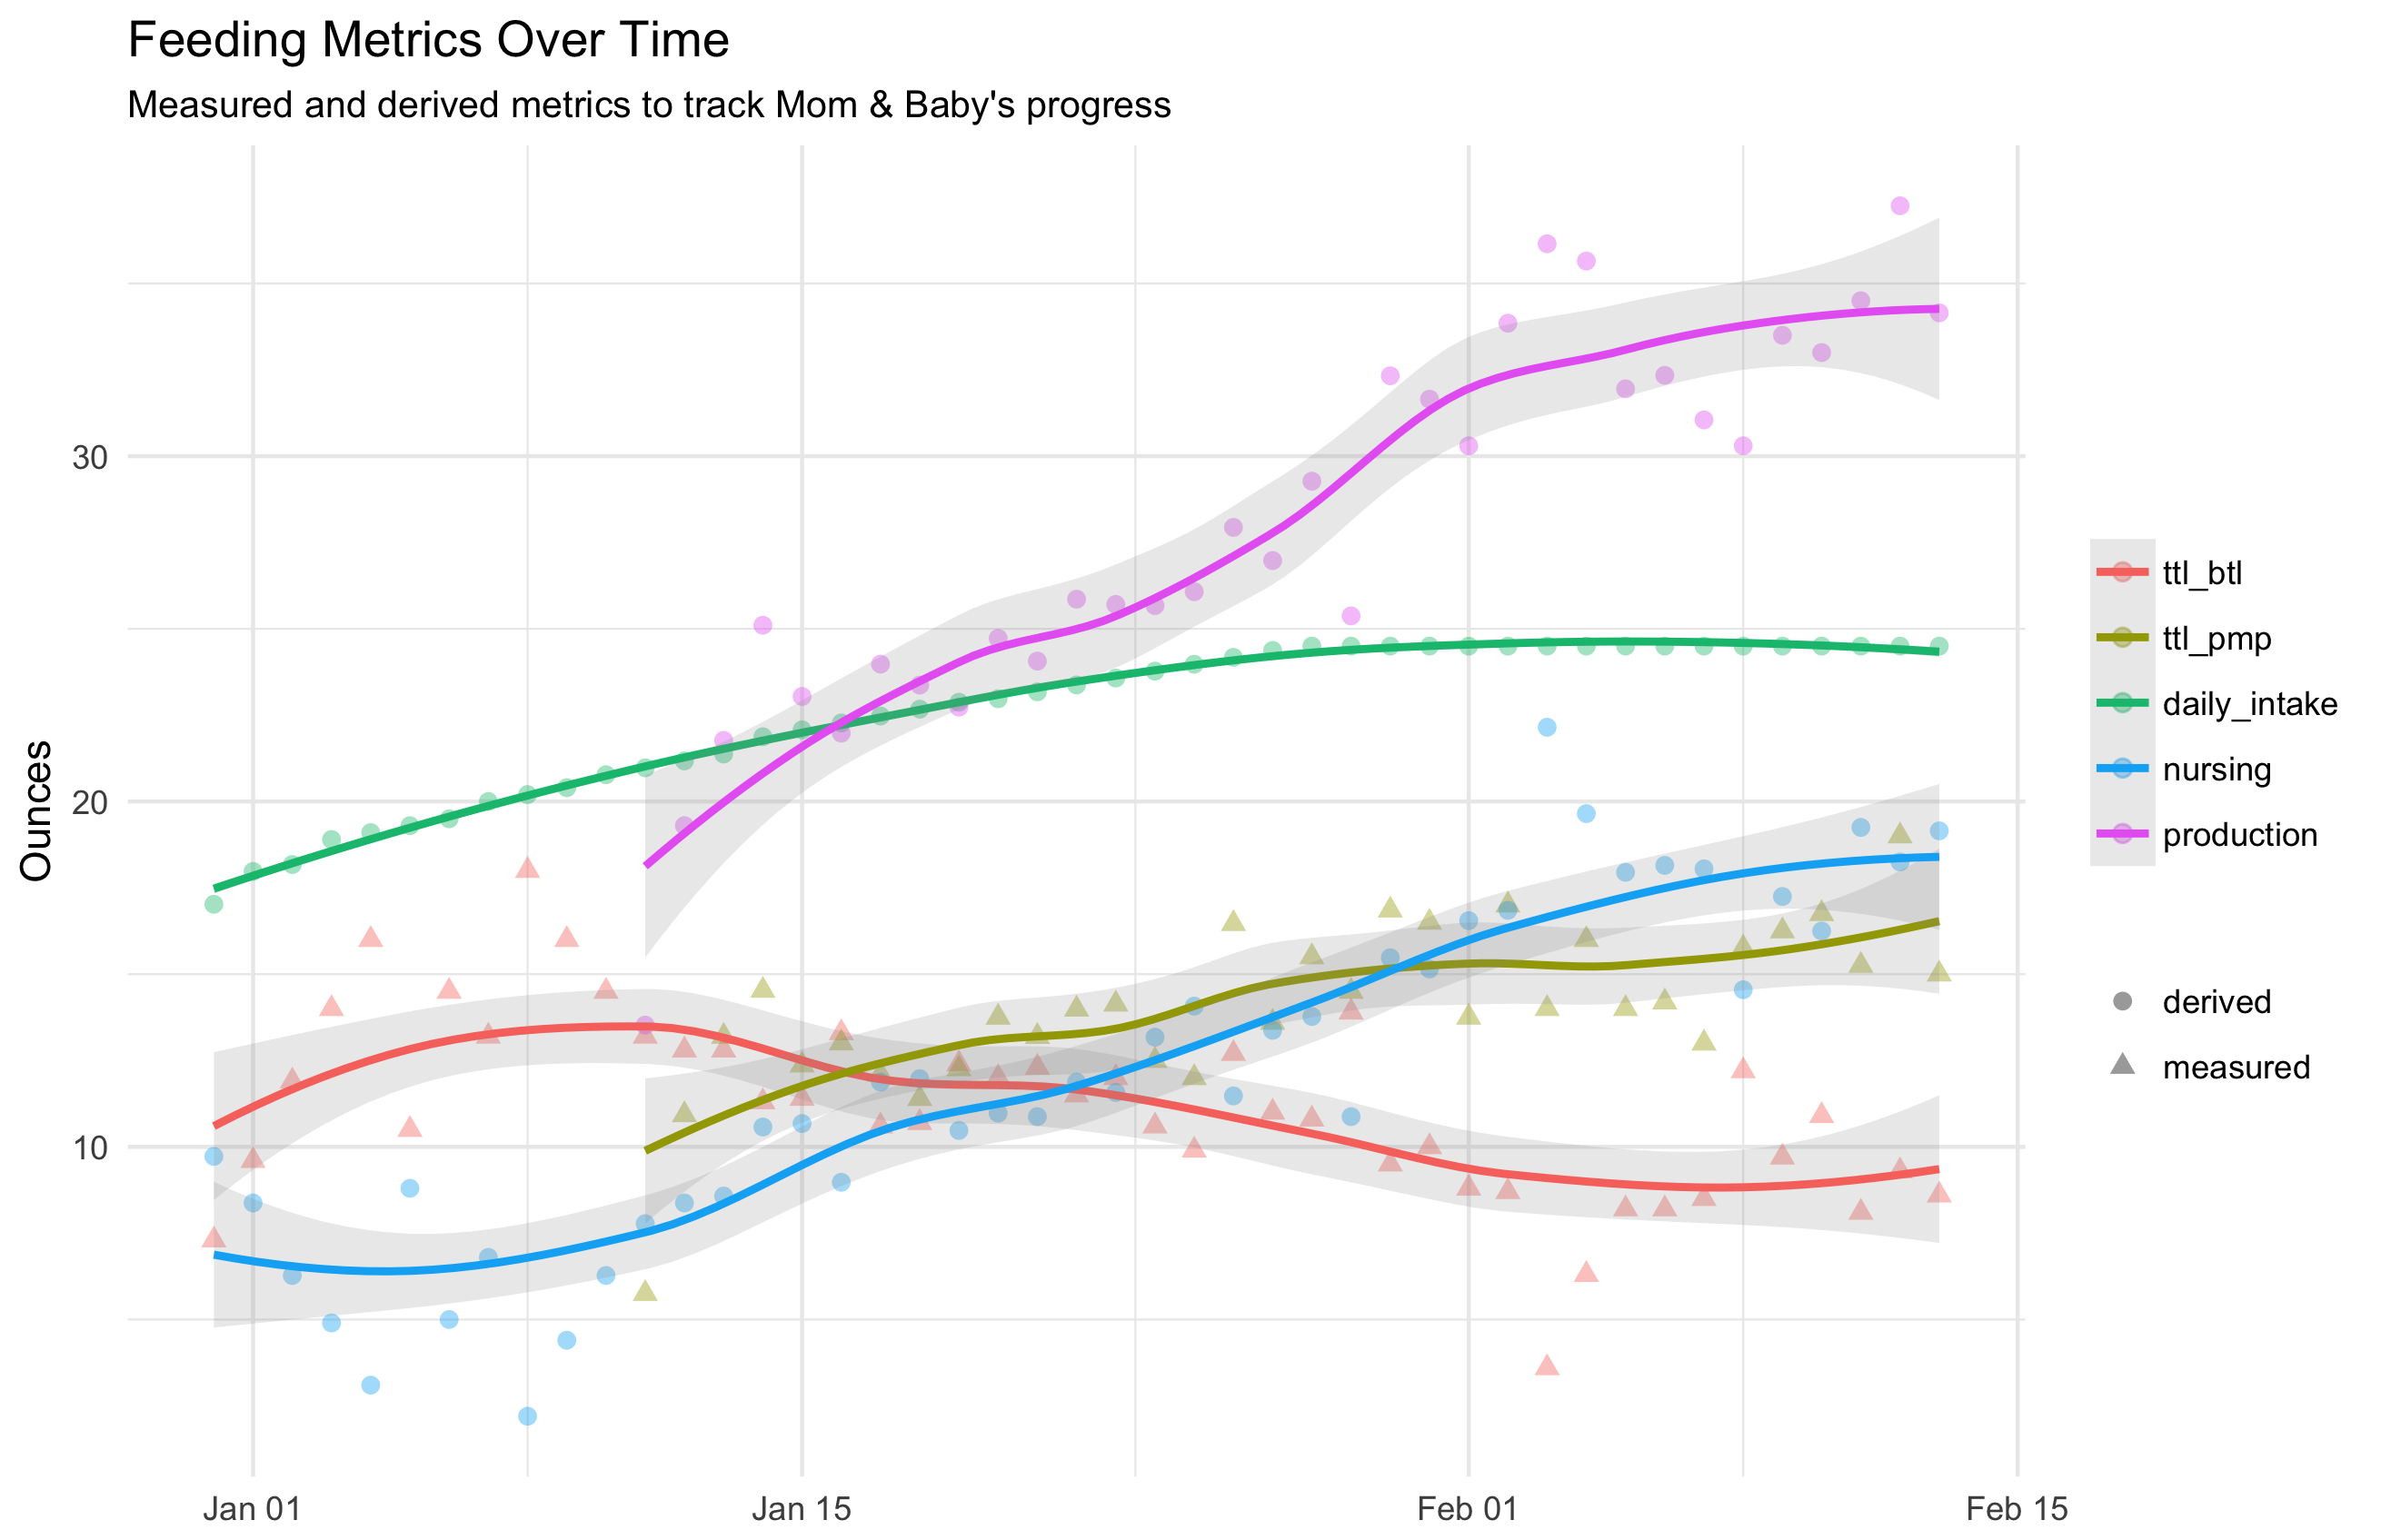 Feeding Metrics Over Time
Measured and derived metrics to track Mom & Baby's progress
Ounces
30
20
10
Jan 01
Jan 15
Feb 01
Feb 15
ttl_btl
ttl_pmp
daily_intake
nursing
production
derived
measured